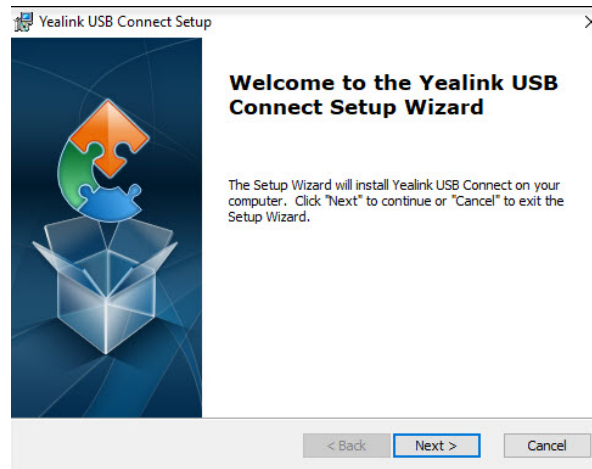 Yealink USB Connect Setup
Welcome to the Yealink USB
Connect Setup Wizard
The Setup Wizard will install Yealink USB Connect on your
computer. Click "Next" to continue or "Cancel" to exit the
Setup Wizard.
< Back Next > Cancel